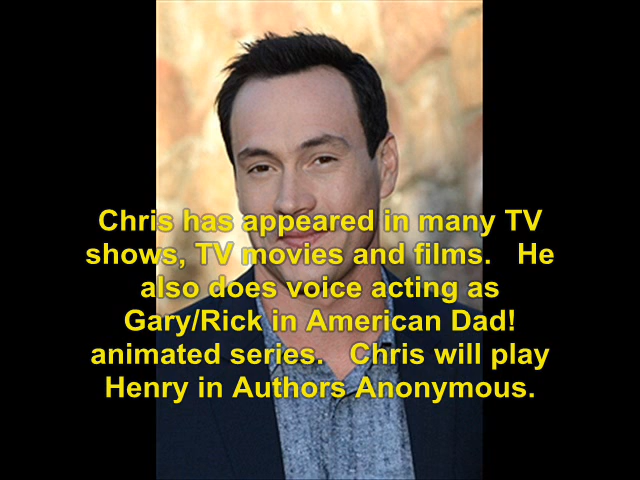 Chris has appeared in many TV
shows, TV movies and films.   He
also does voice acting as
Gary/Rick in American Dad!
animated series.   Chris will play
Henry in Authors Anonymous.